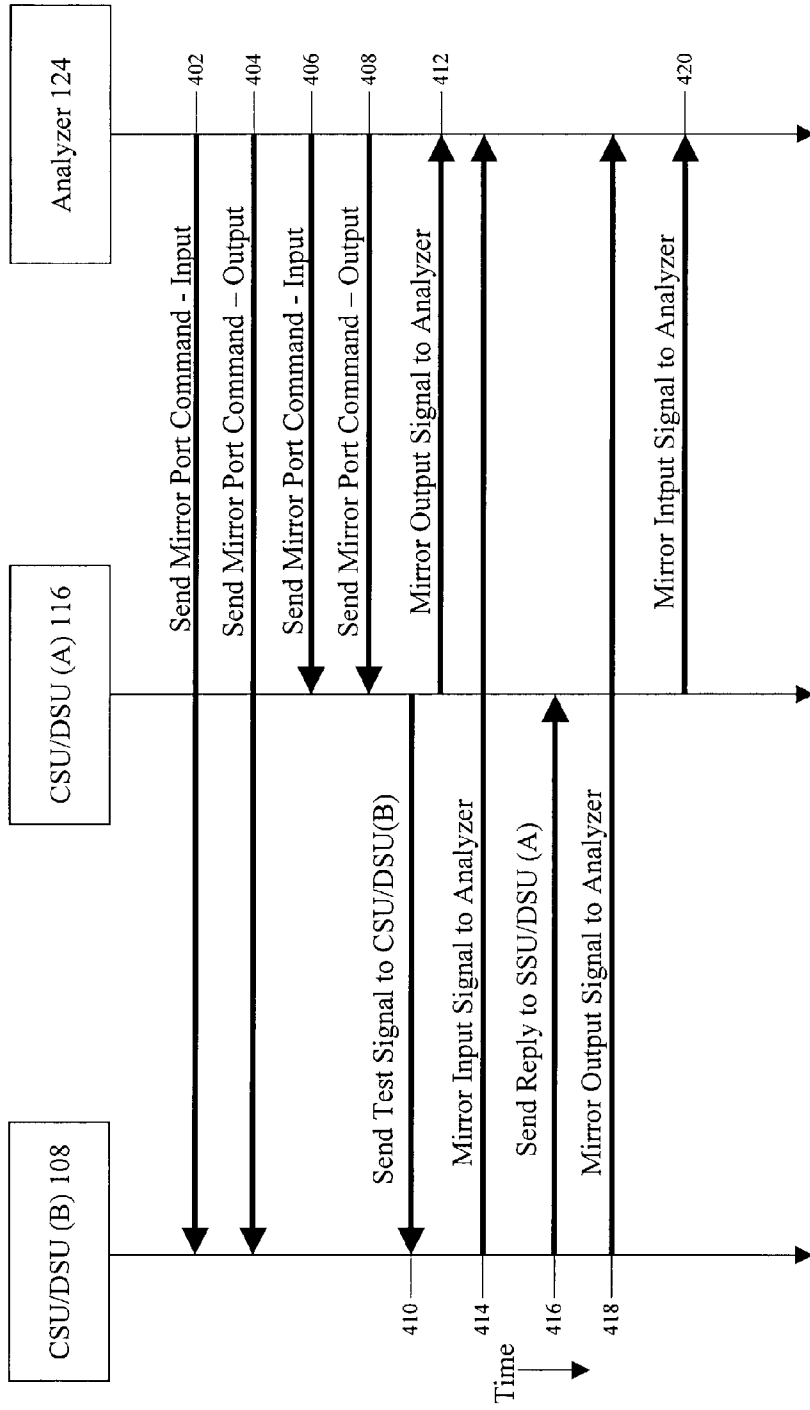 CSU/DSU (B) 108
CSU/DSU (A) 116
Analyzer 124
Send Mirror Port Command - Input
402
Send Mirror Port Command – Output
404
Send Mirror Port Command - Input
406
Send Mirror Port Command – Output
408
410
Send Test Signal to CSU/DSU(B)
Mirror Output Signal to Analyzer
412
414
Mirror Input Signal to Analyzer
416
Send Reply to SSU/DSU (A)
418
Mirror Output Signal to Analyzer
Mirror Intput Signal to Analyzer
420
Time